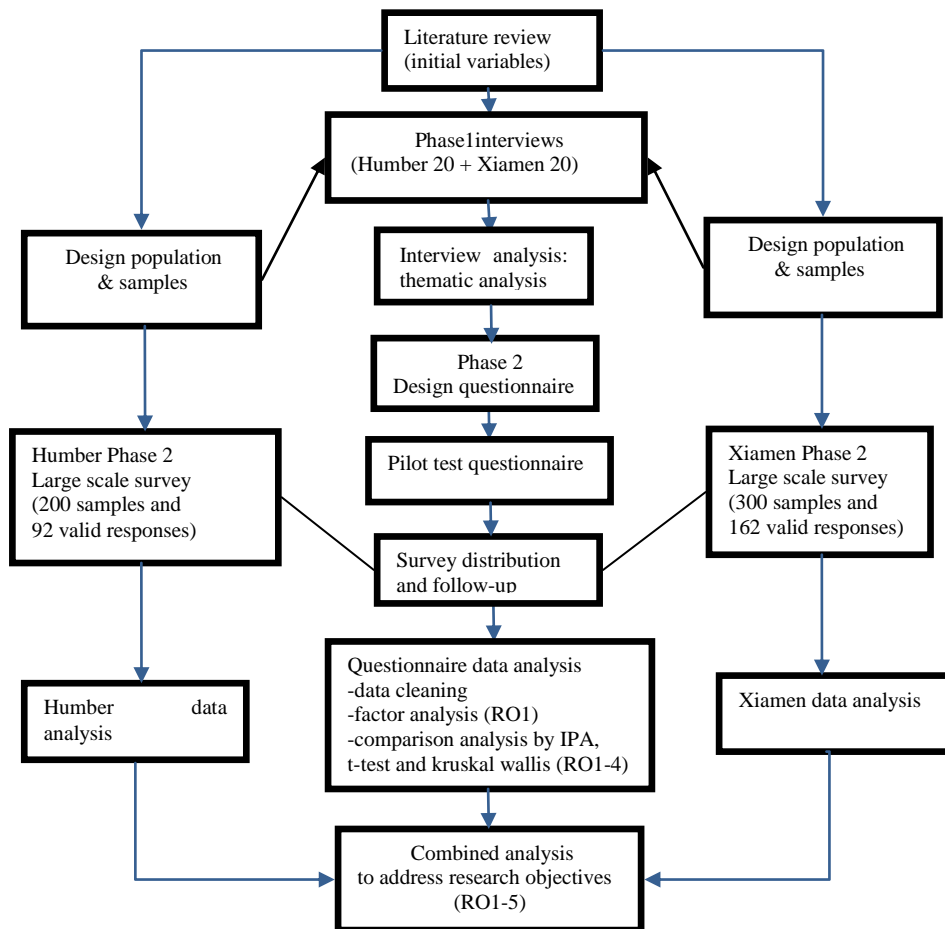 Literature review
(initial variables)
Phase1interviews
(Humber 20 + Xiamen 20)
Design population
& samples
Interview analysis:
thematic analysis
Design population
& samples
Phase 2
Design questionnaire
Humber Phase 2
Large scale survey
(200 samples and
92 valid responses)
Pilot test questionnaire
Xiamen Phase 2
Large scale survey
(300 samples and
162 valid responses)
Survey distribution
and follow-up
Humber data
analysis
Questionnaire data analysis
-data cleaning
-factor analysis (RO1)
-comparison analysis by IPA,
t-test and kruskal wallis (RO1-4)
Xiamen data analysis
Combined analysis
to address research objectives
(RO1-5)